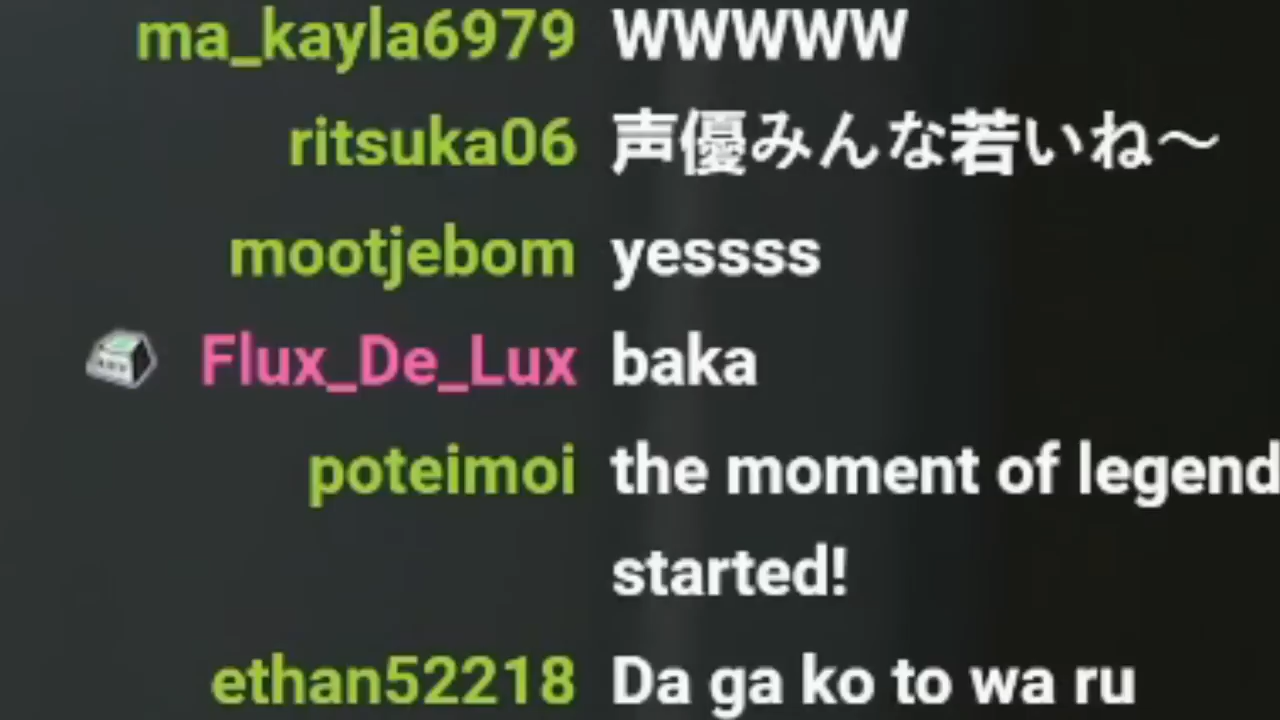 ma_kayla6979 WWWWW
ritsuka06 声優みんな若いね〜
mootjebom yessss
Flux_De_Lux baka
poteimoi the moment of legend
started!
ethan52218 Da ga ko to wa ru